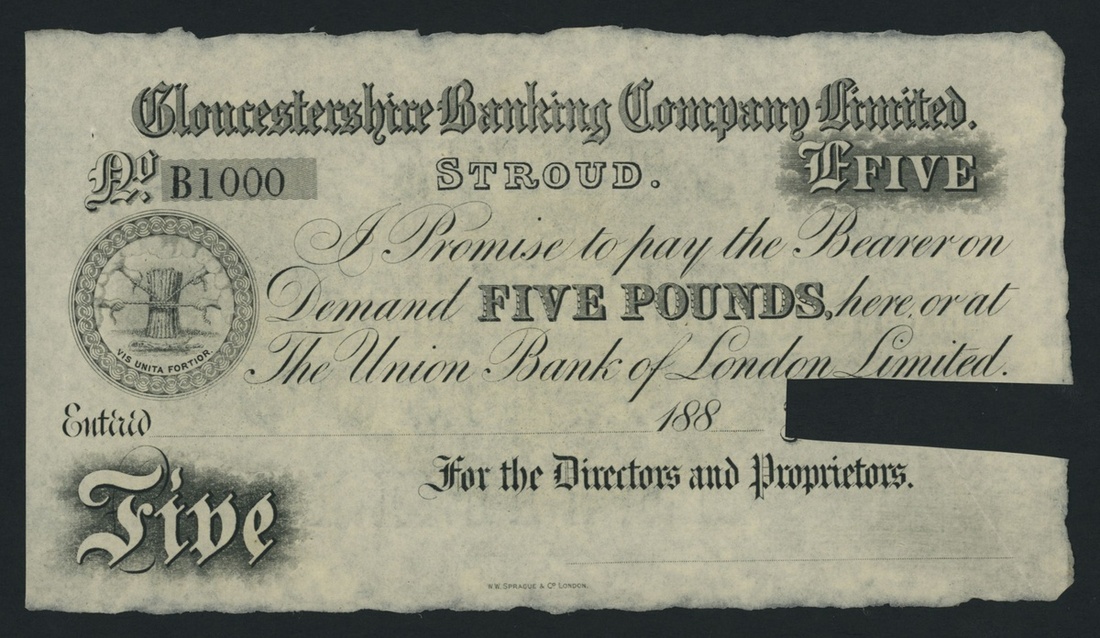 Gloucestershire Banking Company Limited.
No. B1000
STROUD.
£FIVE
I Promise to pay the Bearer on
Demand FIVE POUNDS, here, or at
The Union Bank of London Limited.
VIS UNITA FORTIOR.
Entered 188
For the Directors and Proprietors.
Five
W.W. SPRAGUE & Co LONDON.